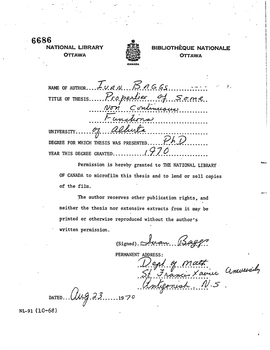 6686
NATIONAL LIBRARY
OTTAWA
CANADA
BIBLIOTHÈQUE NATIONALE
OTTAWA
NAME OF AUTHOR....IVAN BAGGS
TITLE OF THESIS...Properties of Some
Non Continuous
Functions
UNIVERSITY....of Alberta
DEGREE FOR WHICH THESIS WAS PRESENTED....PhD
YEAR THIS DEGREE GRANTED....1970
Permission is hereby granted to THE NATIONAL LIBRARY
OF CANADA to microfilm this thesis and to lend or sell copies
of the film.
The author reserves other publication rights, and
neither the thesis nor extensive extracts from it may be
printed or otherwise reproduced without the author's
written permission.
(Signed)..Ivan Baggs
PERMANENT ADDRESS:
Dept of Math
St Francis Xavier University
Antigonish N.S.
DATED...Aug 23 1970
NL-91 (10-68)